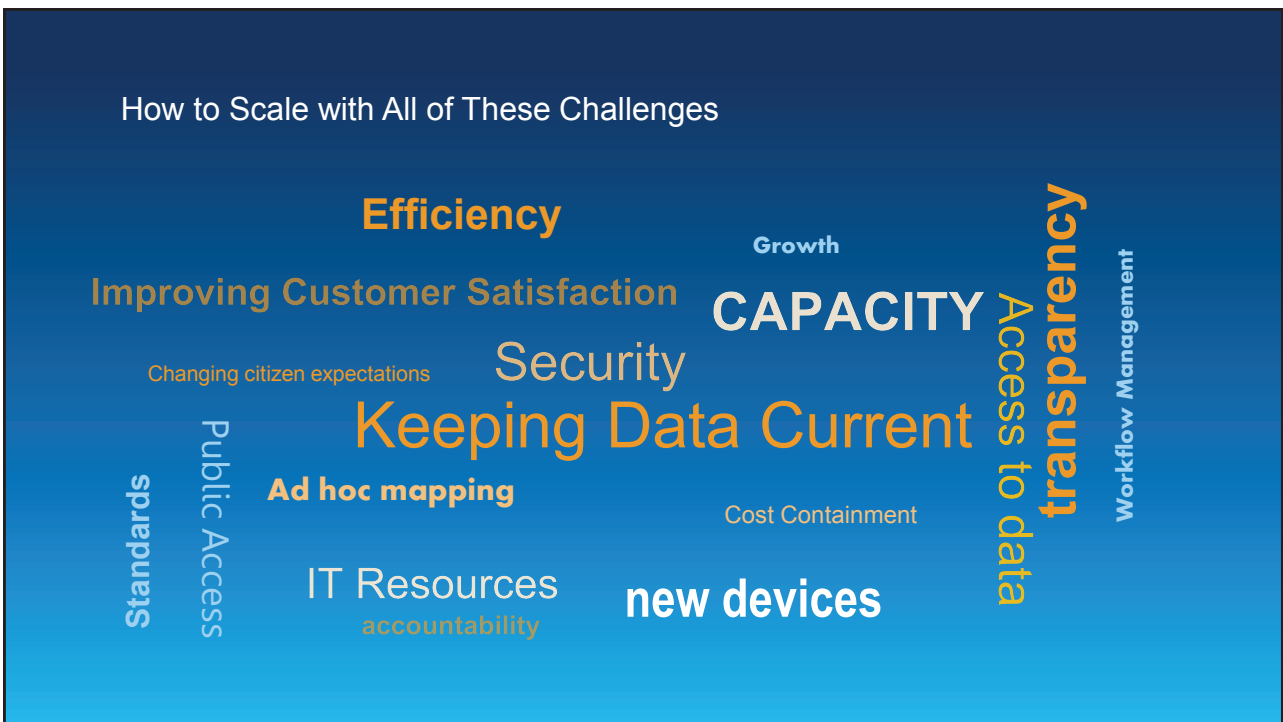 How to Scale with All of These Challenges
Efficiency
Growth
Improving Customer Satisfaction
CAPACITY
Security
Changing citizen expectations
Keeping Data Current
Access to data
transparency
Workflow Management
Public Access
Standards
Ad hoc mapping
Cost Containment
IT Resources
new devices
accountability